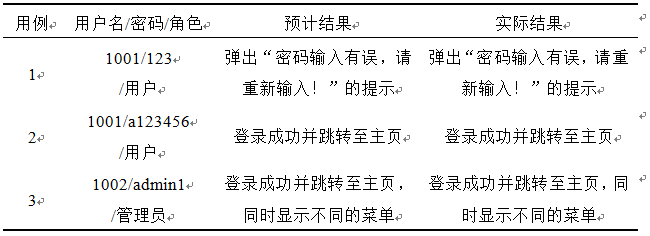 用例 用户名/密码/角色 预计结果 实际结果
1 1001/123
/用户 弹出“密码输入有误，请
重新输入！”的提示 弹出“密码输入有误，请重
新输入！”的提示
2 1001/a123456
/用户 登录成功并跳转至主页 登录成功并跳转至主页
3 1002/admin1
/管理员 登录成功并跳转至主页，
同时显示不同的菜单 登录成功并跳转至主页，同
时显示不同的菜单